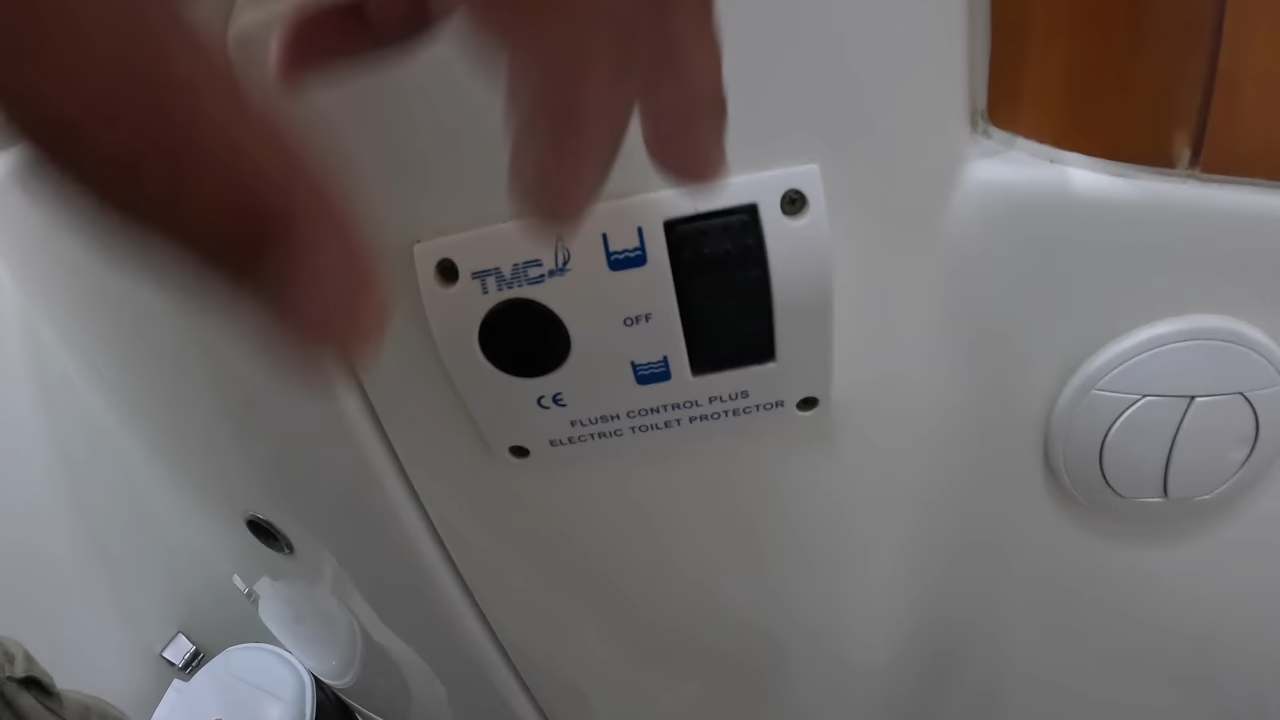 TMC
OFF
CE
FLUSH CONTROL PLUS
ELECTRIC TOILET PROTECTOR